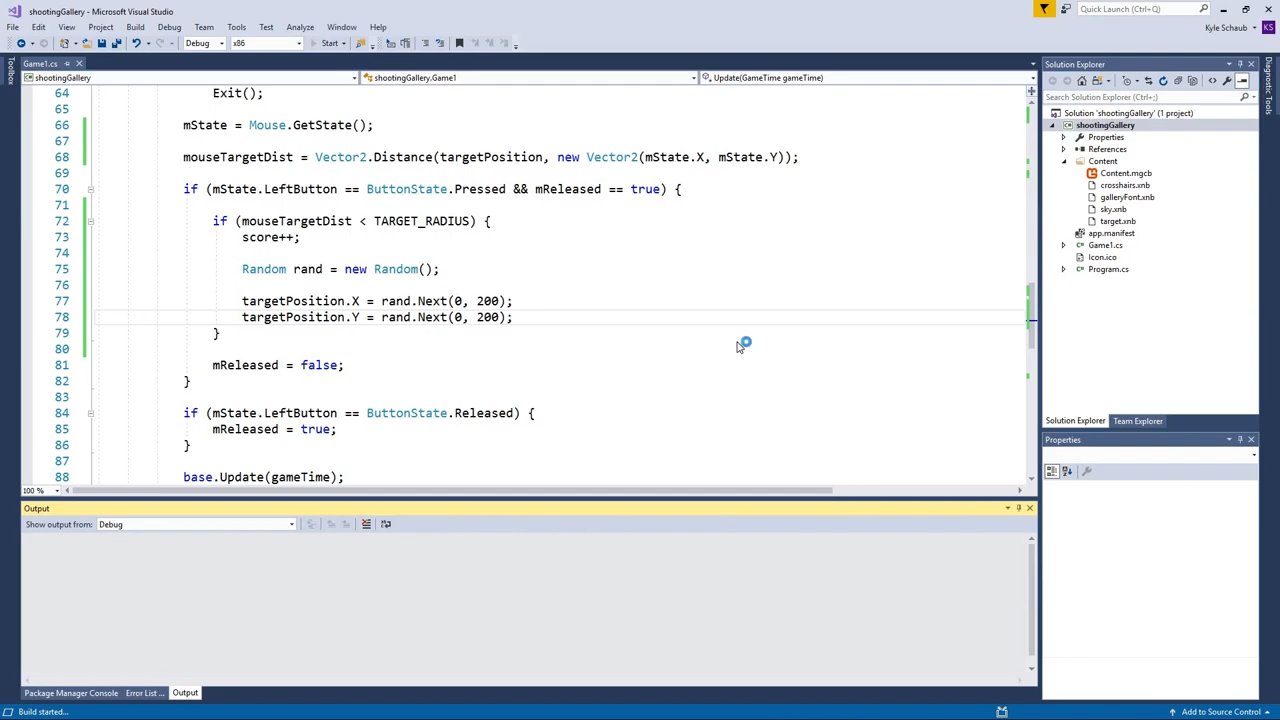 shootingGallery - Microsoft Visual Studio
Quick Launch (Ctrl+Q)
File Edit View Project Build Debug Team Tools Test Analyze Window Help
Kyle Schaub KS
Debug x86 Start
Toolbox
Game1.cs
shootingGallery shootingGallery.Game1 Update(GameTime gameTime)
64 Exit();
65
66 mState = Mouse.GetState();
67
68 mouseTargetDist = Vector2.Distance(targetPosition, new Vector2(mState.X, mState.Y));
69
70 if (mState.LeftButton == ButtonState.Pressed && mReleased == true) {
71
72 if (mouseTargetDist < TARGET_RADIUS) {
73 score++;
74
75 Random rand = new Random();
76
77 targetPosition.X = rand.Next(0, 200);
78 targetPosition.Y = rand.Next(0, 200);
79 }
80
81 mReleased = false;
82 }
83
84 if (mState.LeftButton == ButtonState.Released) {
85 mReleased = true;
86 }
87
88 base.Update(gameTime);
100 %
Solution Explorer
Search Solution Explorer (Ctrl+;)
Solution 'shootingGallery' (1 project)
shootingGallery
Properties
References
Content
Content.mgcb
crosshairs.xnb
galleryFont.xnb
sky.xnb
target.xnb
app.manifest
Game1.cs
Icon.ico
Program.cs
Solution Explorer Team Explorer
Properties
Diagnostic Tools
Output
Show output from: Debug
Package Manager Console Error List ... Output
Build started...
Add to Source Control